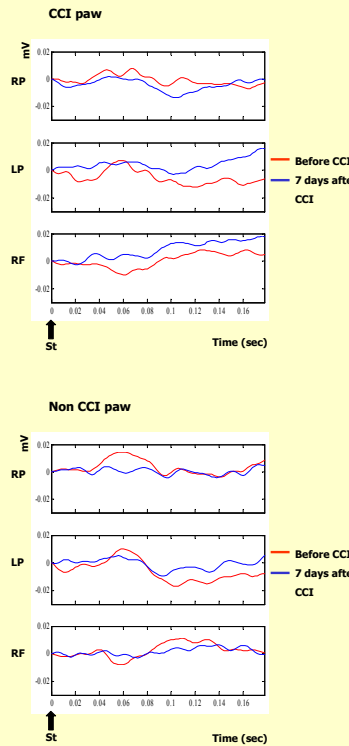 CCI paw
mV
0.02
0
-0.02
RP
0.02
0
-0.02
LP
Before CCI
7 days after
CCI
0.02
0
-0.02
RF
0 0.02 0.04 0.06 0.08 0.1 0.12 0.14 0.16
St
Time (sec)
Non CCI paw
mV
0.02
0
-0.02
RP
0.02
0
-0.02
LP
Before CCI
7 days after
CCI
0.02
0
-0.02
RF
0 0.02 0.04 0.06 0.08 0.1 0.12 0.14 0.16
St
Time (sec)